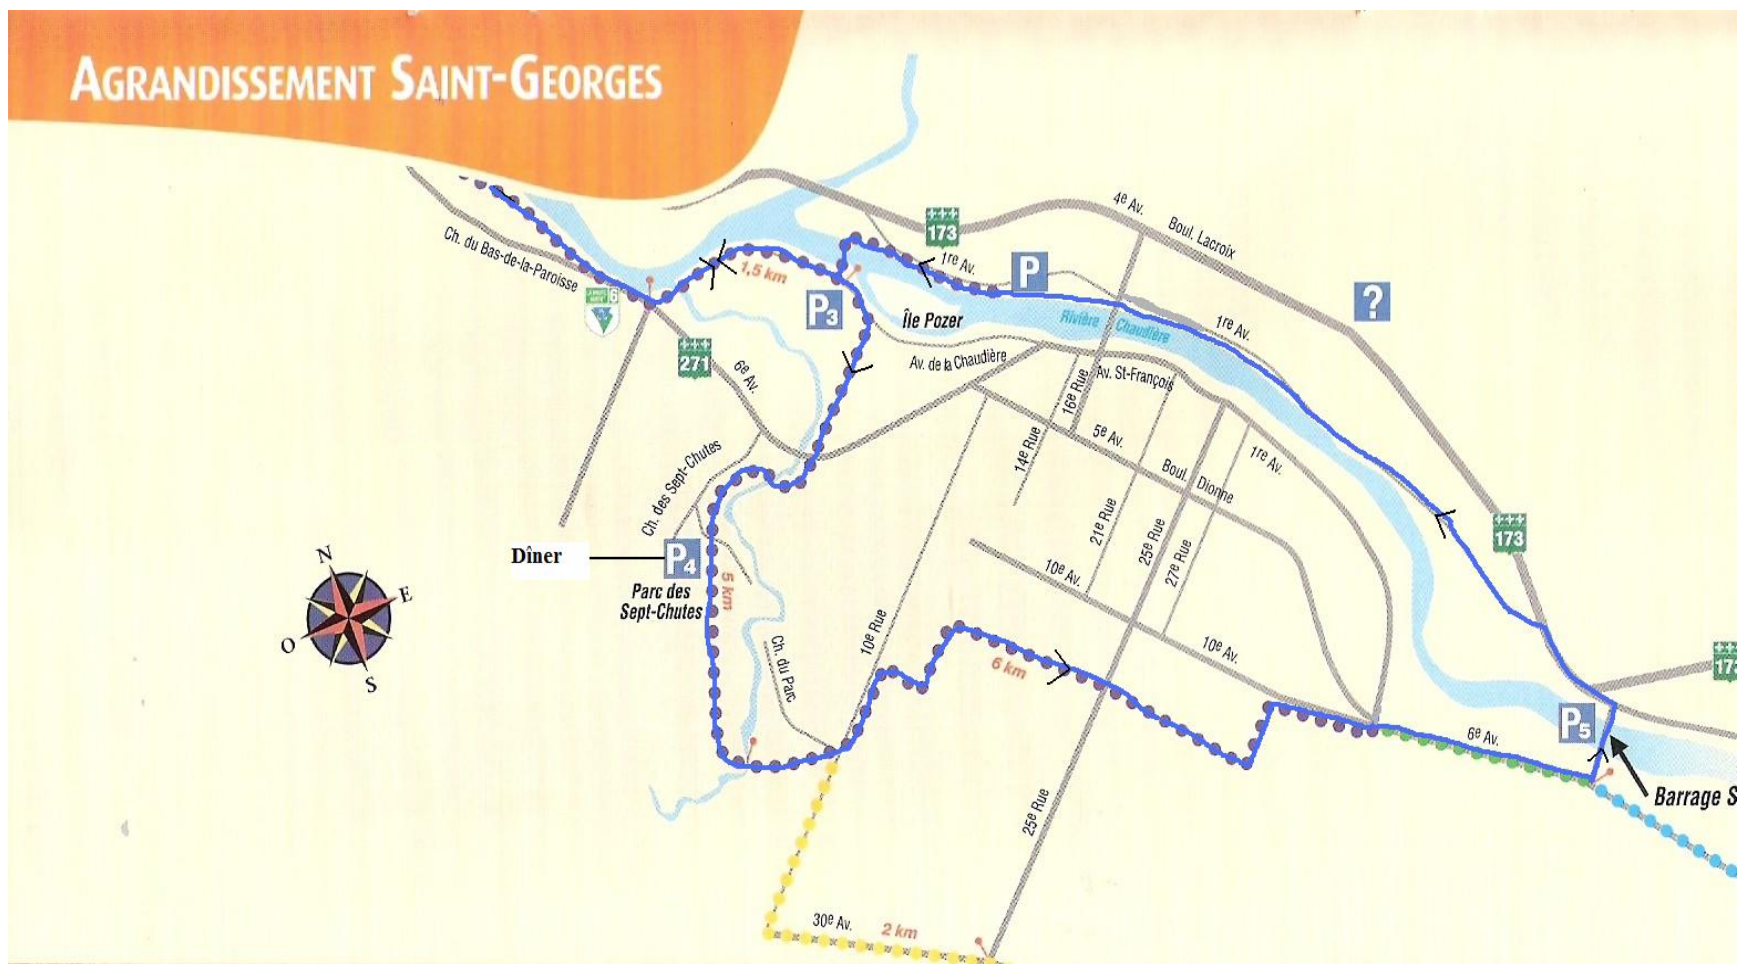 AGRANDISSEMENT SAINT-GEORGES
4e Av.
Boul. Lacroix
173
Ch. du Bas-de-la-Paroisse
1,5 km
1re Av.
P
?
6
P3
Île Pozer
Rivière Chaudière
1re Av.
271
6e Av.
Av. de la Chaudière
16e Rue
Av. St-François
14e Rue
5e Av.
1re Av.
Boul. Dionne
Ch. des Sept-Chutes
21e Rue
25e Rue
27e Rue
173
Dîner
P4
Parc des
Sept-Chutes
5 km
10e Av.
N
E
O
S
10e Rue
Ch. du Parc
6 km
10e Av.
173
P5
6e Av.
Barrage S
25e Rue
30e Av.
2 km